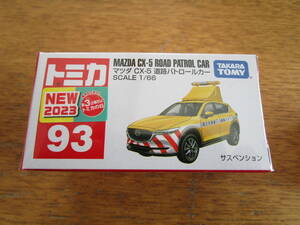 トミカ
MAZDA CX-5 ROAD PATROL CAR
マツダ CX-5 道路パトロールカー
SCALE 1/66
TAKARA TOMY
NEW
2023
93
サスペンション